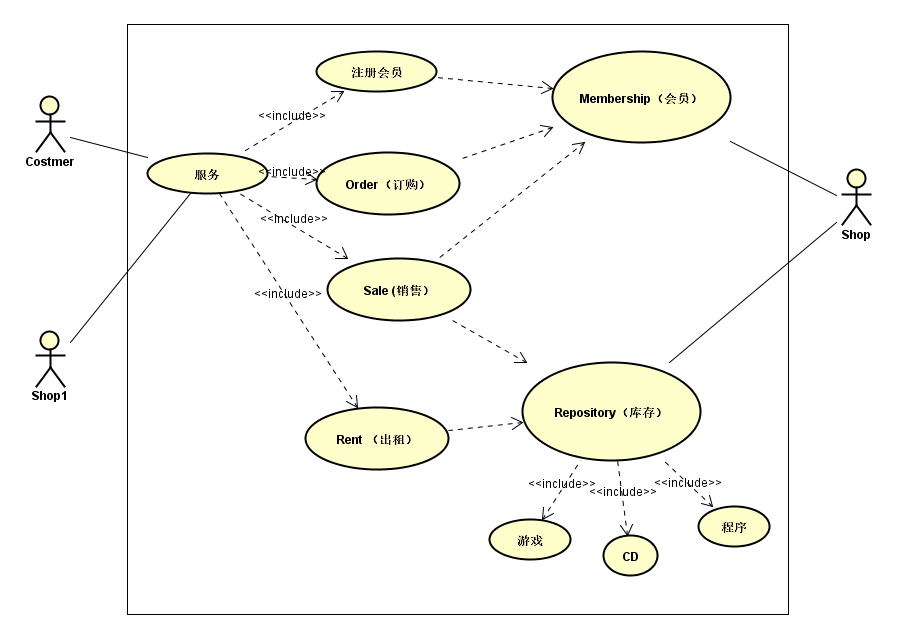 注册会员
Membership（会员）
<<include>>
Costmer
服务
<<include>>
Order（订购）
<<include>>
Shop
Sale (销售）
<<include>>
Shop1
Repository（库存）
Rent （出租）
<<include>>
<<include>>
<<include>>
游戏
CD
程序